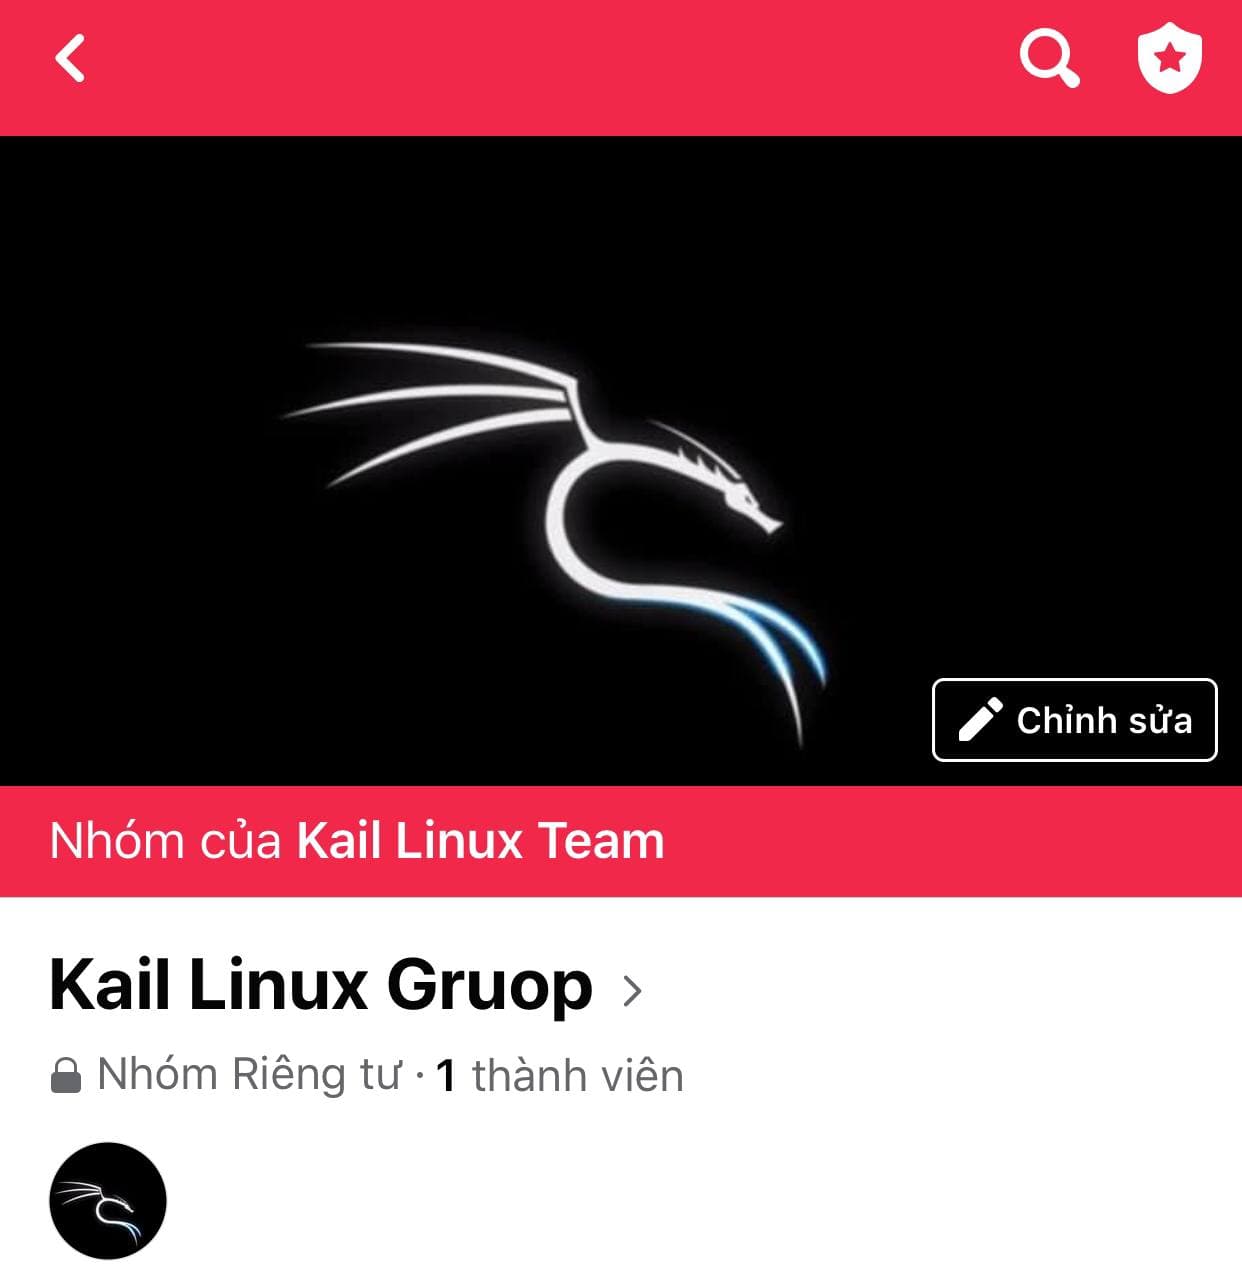 Chỉnh sửa
Nhóm của Kail Linux Team
Kail Linux Gruop
Nhóm Riêng tư · 1 thành viên